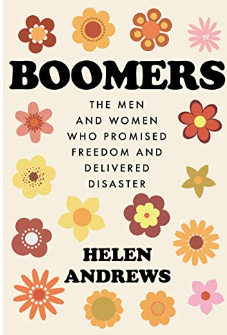 BOOMERS
THE MEN
AND WOMEN
WHO PROMISED
FREEDOM AND
DELIVERED
DISASTER
HELEN
ANDREWS